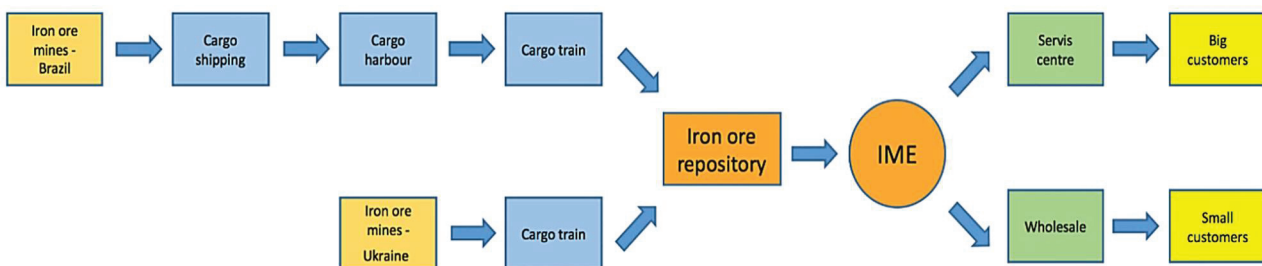 Iron ore
mines -
Brazil
Cargo
shipping
Cargo
harbour
Cargo train
Servis
centre
Big
customers
Iron ore
repository
IME
Iron ore
mines -
Ukraine
Cargo train
Wholesale
Small
customers